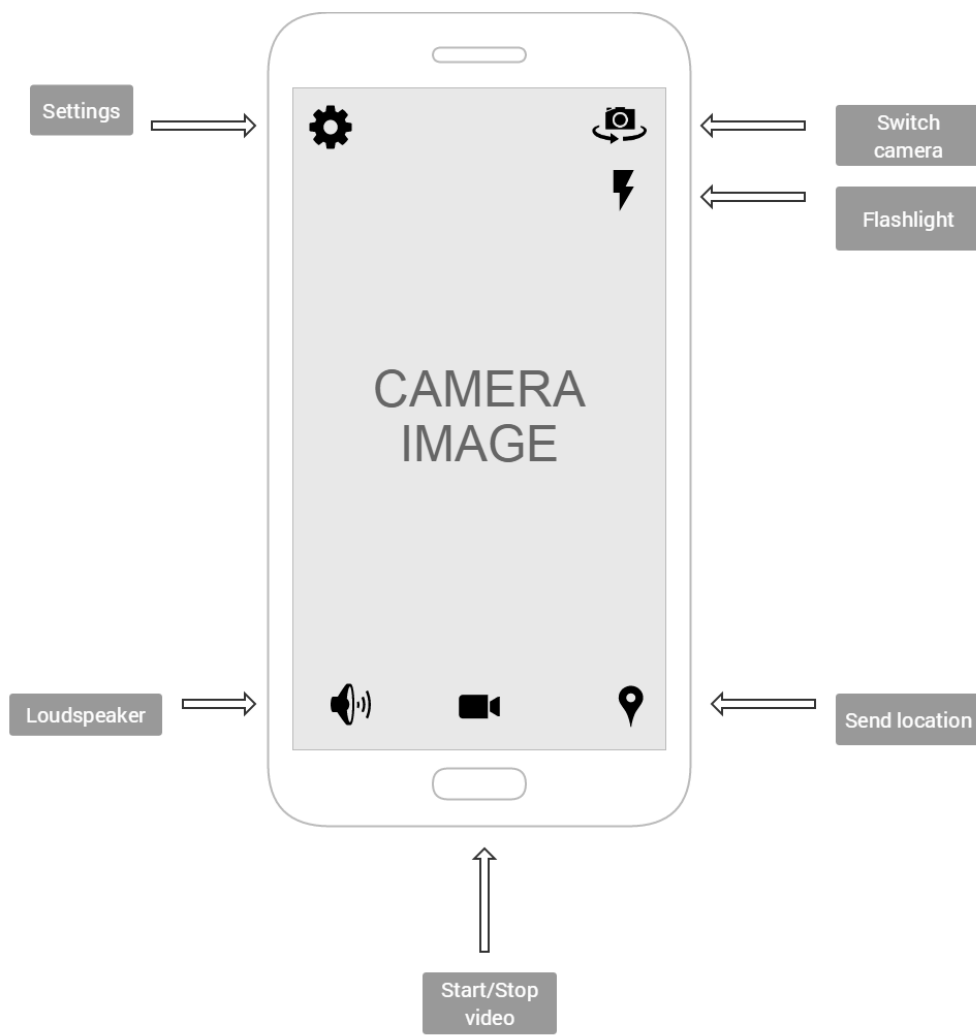 Settings
Switch
camera
Flashlight
CAMERA
IMAGE
Loudspeaker
Send location
Start/Stop
video